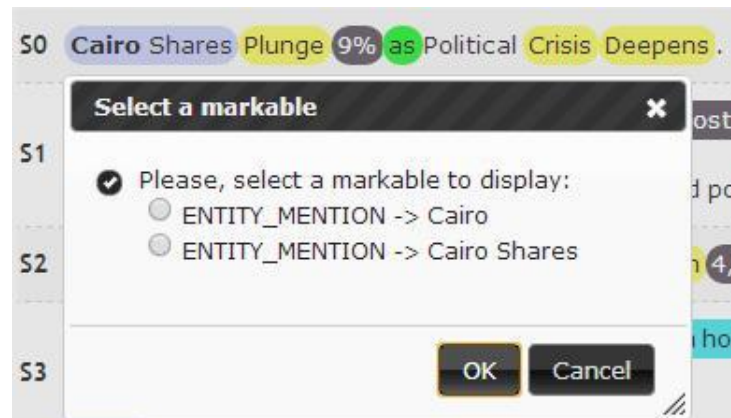 S0 Cairo Shares Plunge 9% as Political Crisis Deepens.
Select a markable
S1
Please, select a markable to display:
ENTITY_MENTION -> Cairo
ENTITY_MENTION -> Cairo Shares
S2
S3
OK Cancel